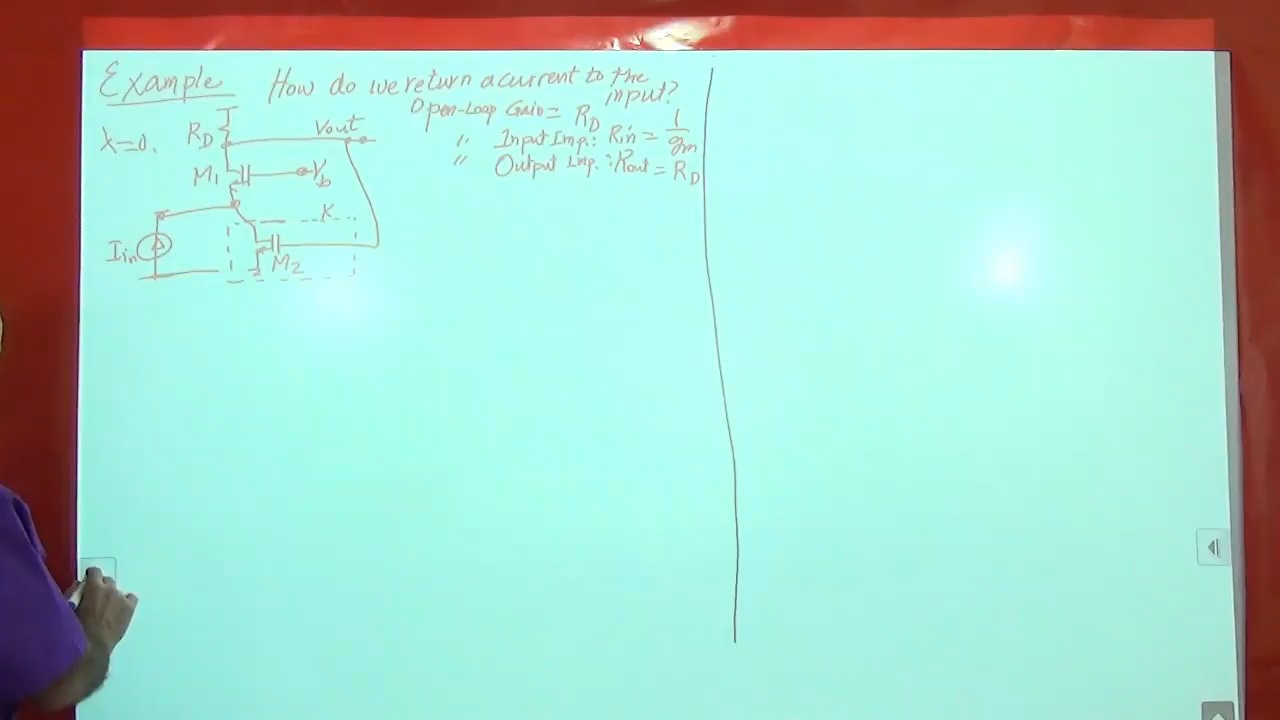 Example How do we return a current to the input?
Open-Loop Gain = R_D
" Input Imp.: Rin = 1/gm
" Output Imp.: Rout = R_D
λ=0.
R_D
Vout
M1
Vb
K
Iin
M2